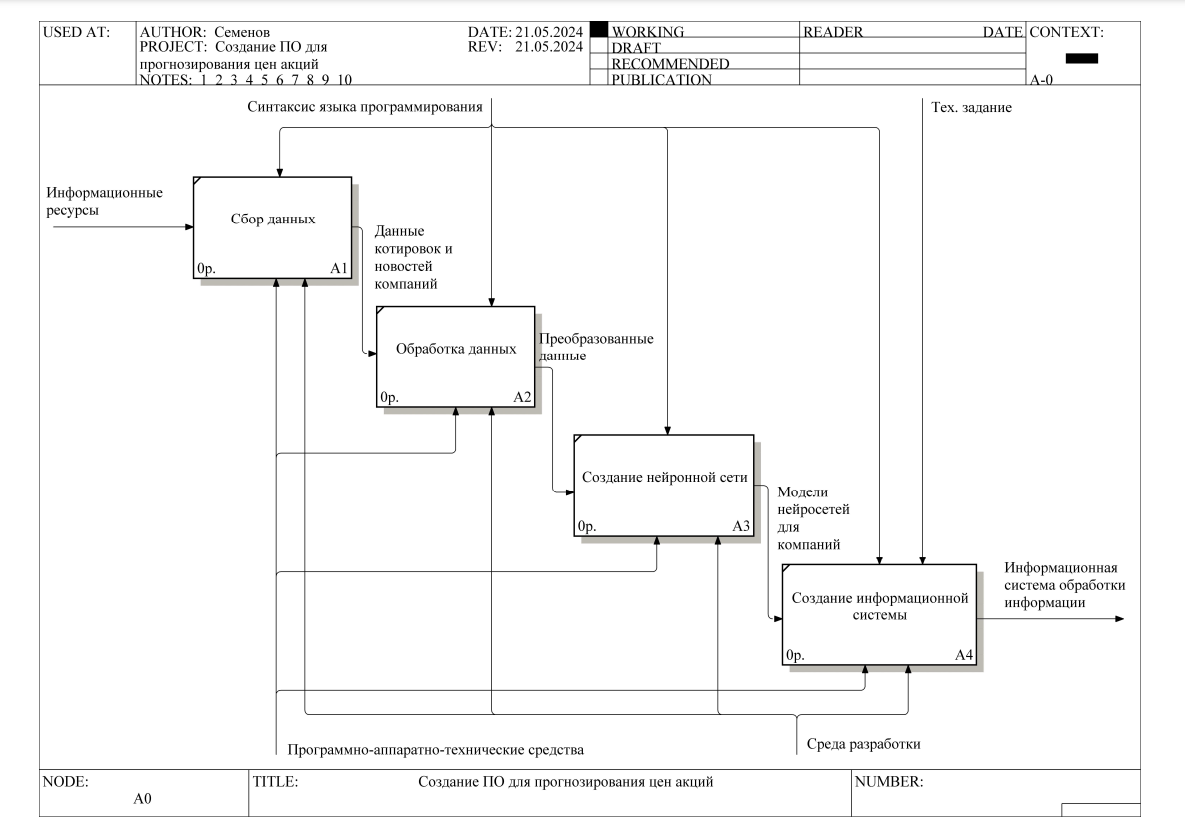 USED AT:
AUTHOR: Семенов
DATE: 21.05.2024
PROJECT: Создание ПО для
REV: 21.05.2024
прогнозирования цен акций
NOTES: 1 2 3 4 5 6 7 8 9 10
WORKING
DRAFT
RECOMMENDED
PUBLICATION
READER
DATE
CONTEXT:
A-0
Синтаксис языка программирования
Тех. задание
Информационные
ресурсы
Сбор данных
0р.
A1
Данные
котировок и
новостей
компаний
Обработка данных
0р.
A2
Преобразованные
данные
Создание нейронной сети
0р.
A3
Модели
нейросетей
для
компаний
Создание информационной
системы
0р.
A4
Информационная
система обработки
информации
Программно-аппаратно-технические средства
Среда разработки
NODE:
A0
TITLE:
Создание ПО для прогнозирования цен акций
NUMBER: